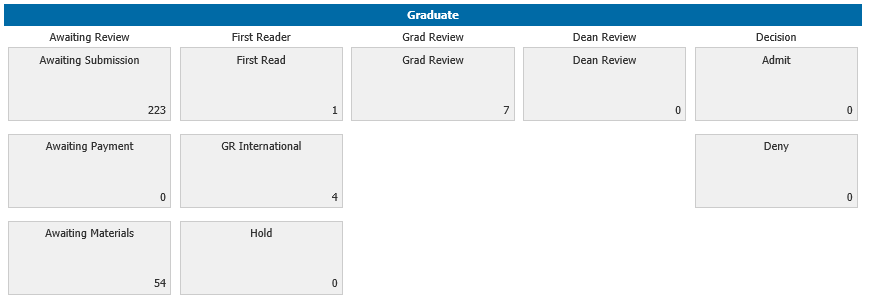 Graduate
Awaiting Review First Reader Grad Review Dean Review Decision
Awaiting Submission First Read Grad Review Dean Review Admit
223 1 7 0 0
Awaiting Payment GR International Deny
0 4 0
Awaiting Materials Hold
54 0